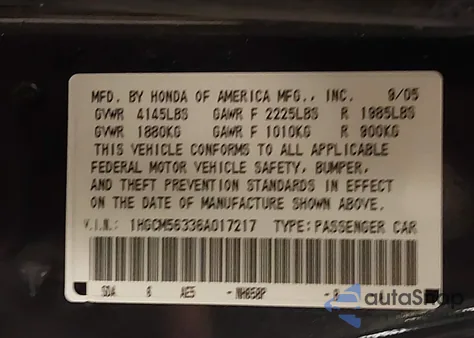 MFD. BY HONDA OF AMERICA MFG., INC. 9/05
GVWR 4145LBS GAWR F 2225LBS R 1985LBS
GVWR 1880KG GAWR F 1010KG R 900KG
THIS VEHICLE CONFORMS TO ALL APPLICABLE
FEDERAL MOTOR VEHICLE SAFETY, BUMPER,
AND THEFT PREVENTION STANDARDS IN EFFECT
ON THE DATE OF MANUFACTURE SHOWN ABOVE.
V.I.N.: 1HGCM56336A017217 TYPE: PASSENGER CAR
SDA AE5 -NH658P
autaShop